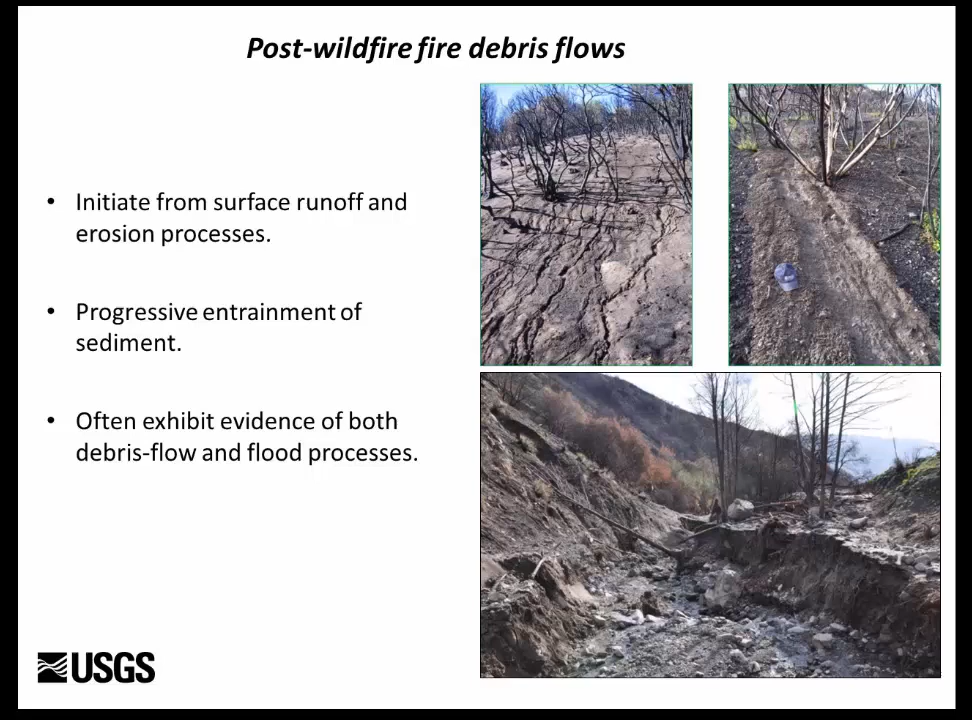 Post-wildfire fire debris flows
• Initiate from surface runoff and
erosion processes.
• Progressive entrainment of
sediment.
• Often exhibit evidence of both
debris-flow and flood processes.
USGS